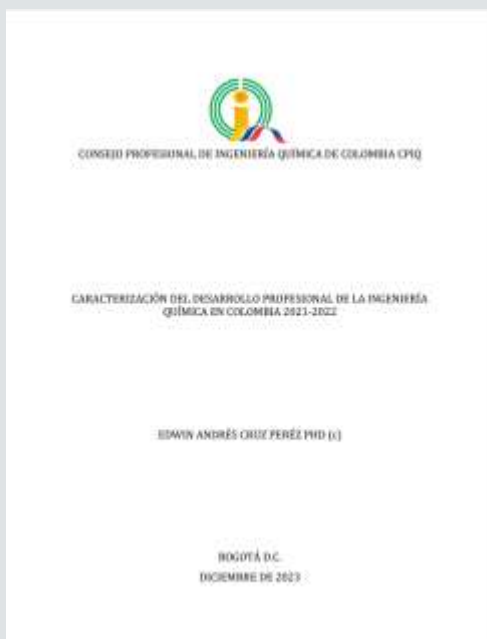 CONSEJO PROFESIONAL DE INGENIERÍA QUÍMICA DE COLOMBIA CPIQ
CARACTERIZACIÓN DEL DESARROLLO PROFESIONAL DE LA INGENIERÍA
QUÍMICA EN COLOMBIA 2021-2022
EDWIN ANDRÉS CRUZ PERÉZ PHD (c)
BOGOTÁ D.C.
DICIEMBRE DE 2023